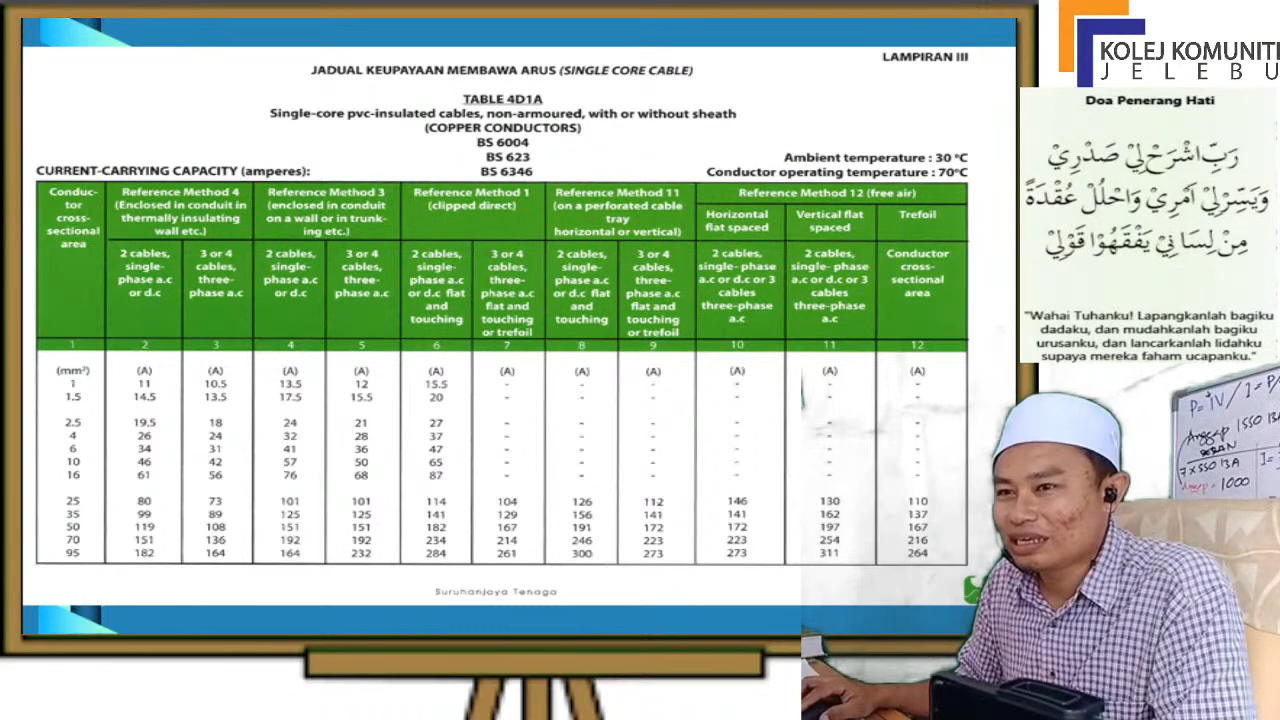 LAMPIRAN III
JADUAL KEUPAYAAN MEMBAWA ARUS (SINGLE CORE CABLE)
TABLE 4D1A
Single-core pvc-insulated cables, non-armoured, with or without sheath
(COPPER CONDUCTORS)
BS 6004
BS 623
BS 6346
Ambient temperature : 30 °C
Conductor operating temperature : 70°C
CURRENT-CARRYING CAPACITY (amperes):
Conduc-
tor
cross-
sectional
area
Reference Method 4
(Enclosed in conduit in
thermally insulating
wall etc.)
Reference Method 3
(enclosed in conduit
on a wall or in trunk-
ing etc.)
Reference Method 1
(clipped direct)
Reference Method 11
(on a perforated cable
tray
horizontal or vertical)
Reference Method 12 (free air)
Horizontal
flat spaced
Vertical flat
spaced
Trefoil
2 cables,
single-
phase a.c
or d.c
3 or 4
cables,
three-
phase a.c
2 cables,
single-
phase a.c
or d.c
3 or 4
cables,
three-
phase a.c
2 cables,
single-
phase a.c
or d.c flat
and
touching
3 or 4
cables,
three-
phase a.c
flat and
touching
or trefoil
2 cables,
single-
phase a.c
or d.c flat
and
touching
3 or 4
cables,
three-
phase a.c
flat and
touching
or trefoil
2 cables,
single- phase
a.c or d.c or 3
cables
three-phase
a.c
2 cables,
single- phase
a.c or d.c or 3
cables
three-phase
a.c
Conductor
cross-
sectional
area
1 2 3 4 5 6 7 8 9 10 11 12
(mm²) (A) (A) (A) (A) (A) (A) (A) (A) (A) (A) (A)
1 11 10.5 13.5 12 15.5 - - - - - -
1.5 14.5 13.5 17.5 15.5 20 - - - - - -
2.5 19.5 18 24 21 27 - - - - - -
4 26 24 32 28 37 - - - - - -
6 34 31 41 36 47 - - - - - -
10 46 42 57 50 65 - - - - - -
16 61 56 76 68 87 - - - - - -
25 80 73 101 101 114 104 126 112 146 130 110
35 99 89 125 125 141 129 156 141 141 162 137
50 119 108 151 151 182 167 191 172 172 197 167
70 151 136 192 192 234 214 246 223 223 254 216
95 182 164 164 232 284 261 300 273 273 311 264
Suruhanjaya Tenaga
KOLEJ KOMUNITI
JELEBU
Doa Penerang Hati
رَبِّ اشْرَحْ لِيْ صَدْرِيْ
وَيَسِّرْلِيْ اَمْرِيْ وَاحْلُلْ عُقْدَةً
مِنْ لِسَانِيْ يَفْقَهُوْا قَوْلِيْ
"Wahai Tuhanku! Lapangkanlah bagiku
dadaku, dan mudahkanlah bagiku
urusanku, dan lancarkanlah lidahku
supaya mereka faham ucapanku."
P=IV / I = P/
Anggap 1 SSO 13A
7 x SSO 13A
1000